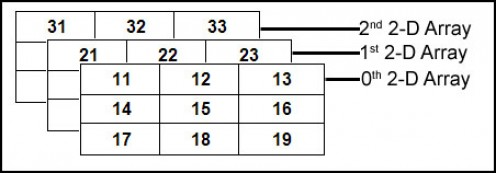 31 32 33 2nd 2-D Array
21 22 23 1st 2-D Array
11 12 13 0th 2-D Array
14 15 16
17 18 19